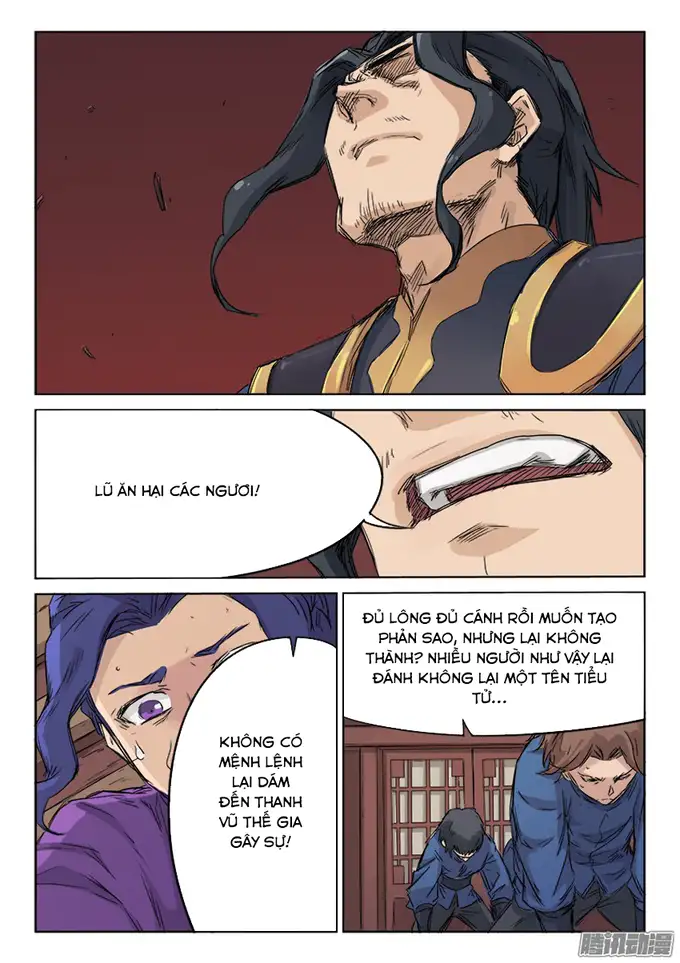 LŨ ĂN HẠI CÁC NGƯƠI!
KHÔNG CÓ
MỆNH LỆNH
LẠI DÁM
ĐẾN THANH
VŨ THẾ GIA
GÂY SỰ!
ĐỦ LÔNG ĐỦ CÁNH RỒI MUỐN TẠO
PHẢN SAO, NHƯNG LẠI KHÔNG
THÀNH? NHIỀU NGƯỜI NHƯ VẬY LẠI
ĐÁNH KHÔNG LẠI MỘT TÊN TIỂU
TỬ...
腾讯动漫